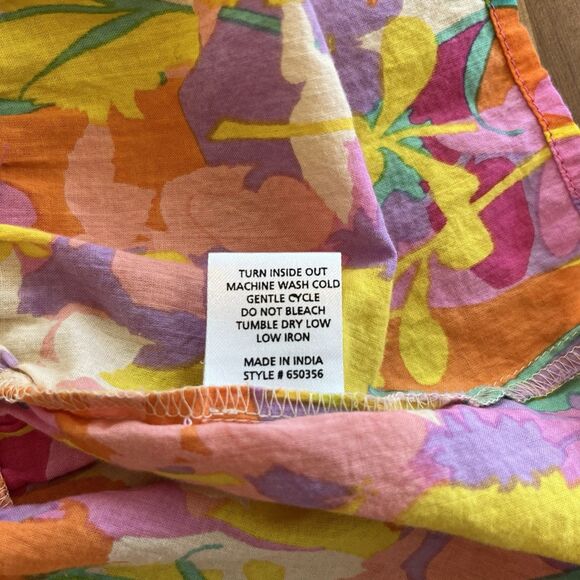 TURN INSIDE OUT
MACHINE WASH COLD
GENTLE CYCLE
DO NOT BLEACH
TUMBLE DRY LOW
LOW IRON
MADE IN INDIA
STYLE # 650356